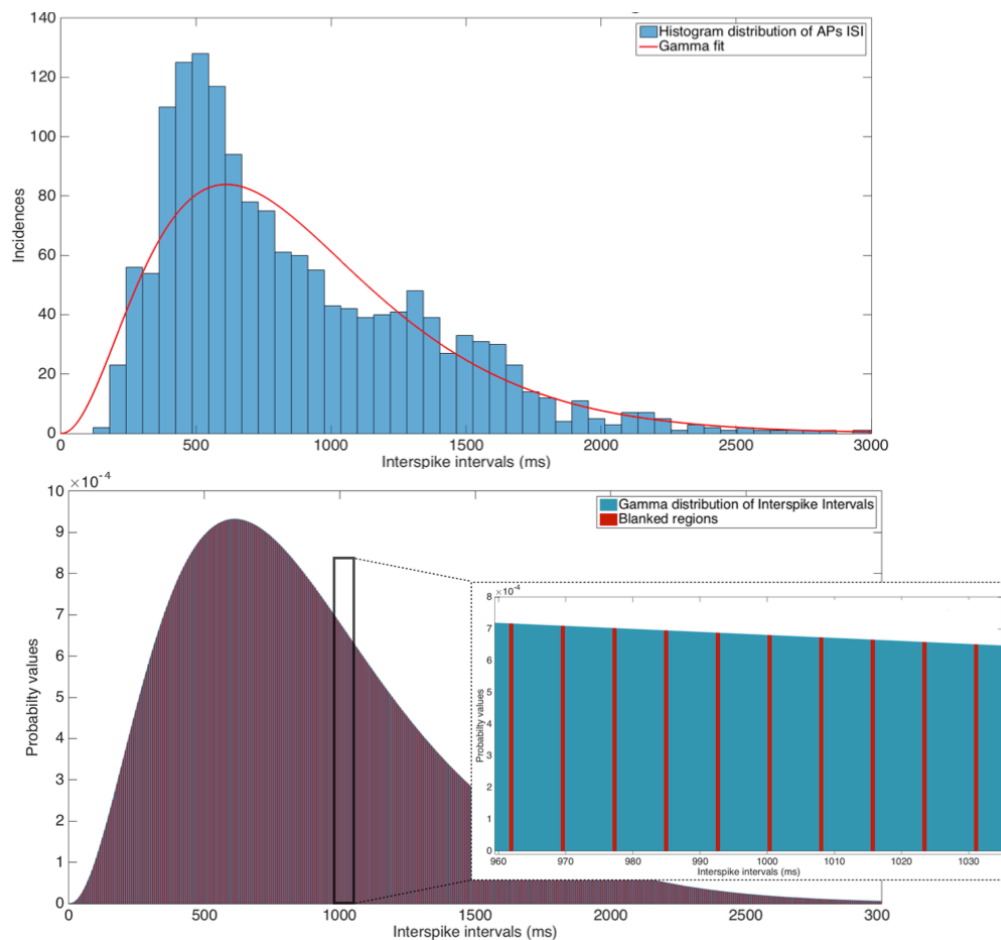 140
Histogram distribution of APs ISI
Gamma fit
120
100
80
60
40
20
0
Incidences
0 500 1000 1500 2000 2500 3000
Interspike intervals (ms)
×10⁻⁴
10
Gamma distribution of Interspike Intervals
Blanked regions
9
8
7
6
5
4
3
2
1
0
Probabilty values
×10⁻⁴
8
7
6
5
4
3
2
1
0
Probabilty values
960 970 980 990 1000 1010 1020 1030
Interspike intervals (ms)
0 500 1000 1500 2000 2500 300
Interspike intervals (ms)